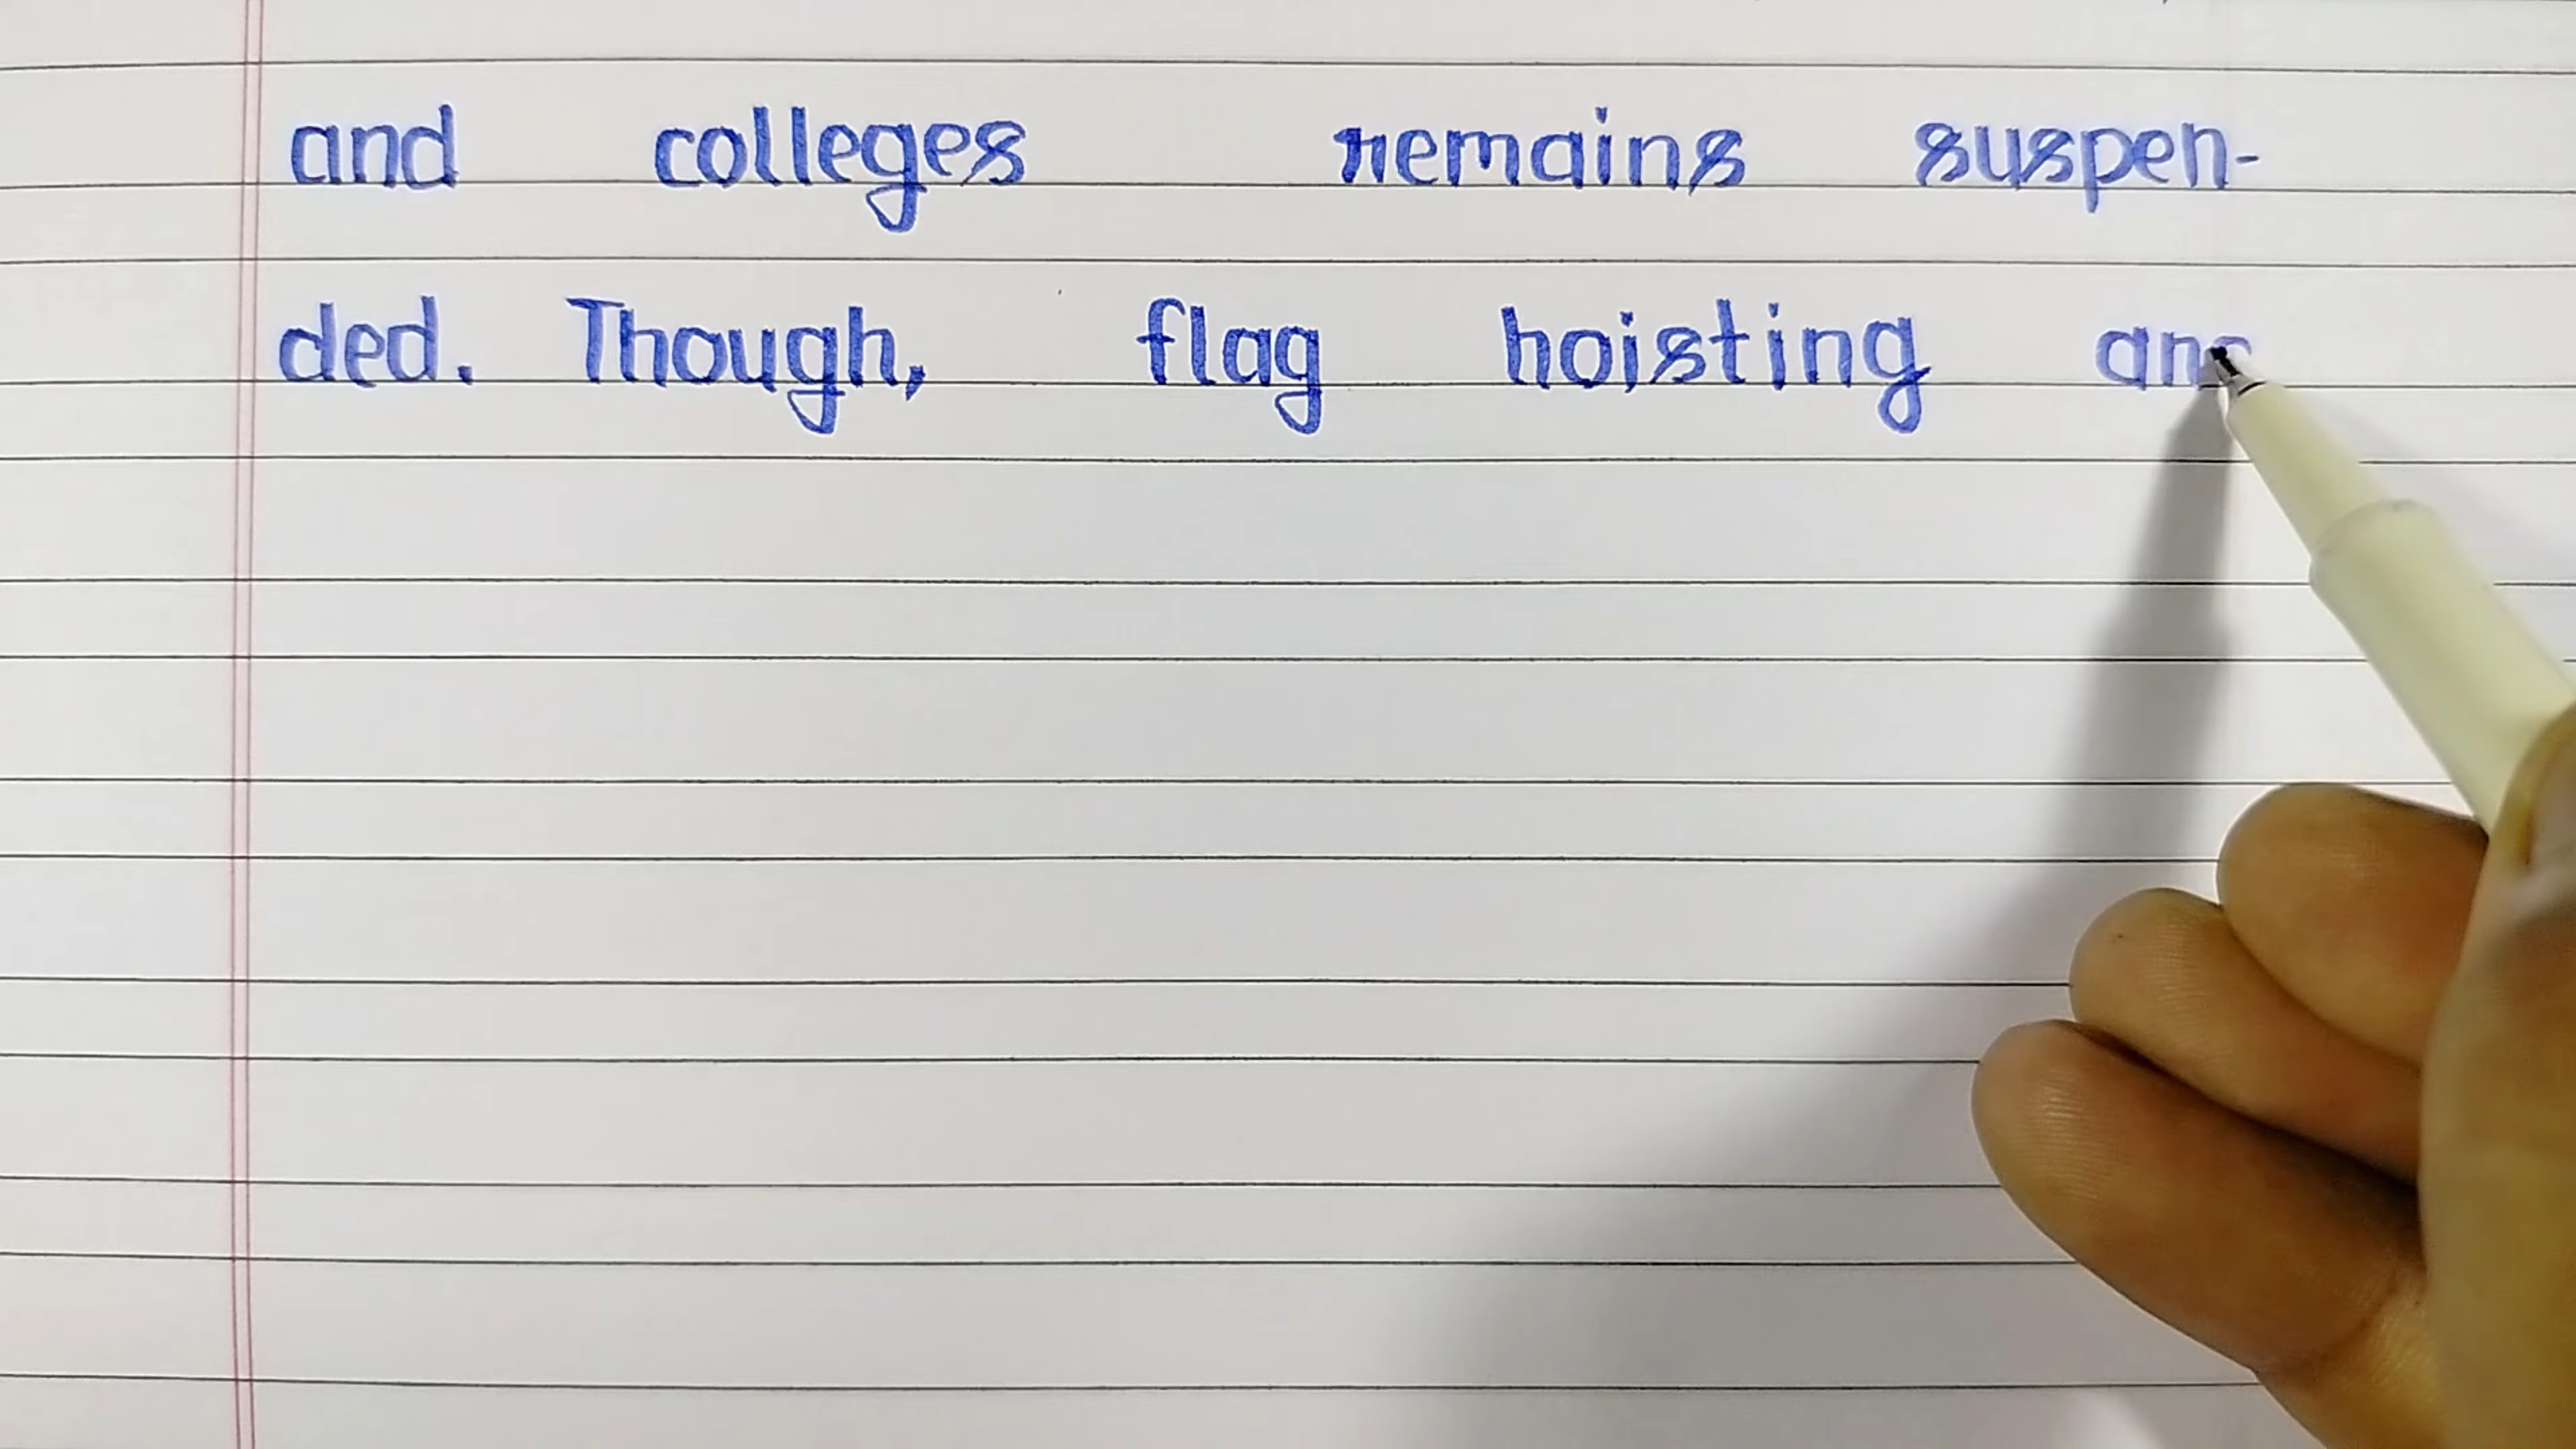 and colleges remains suspen-
ded. Though, flag hoisting